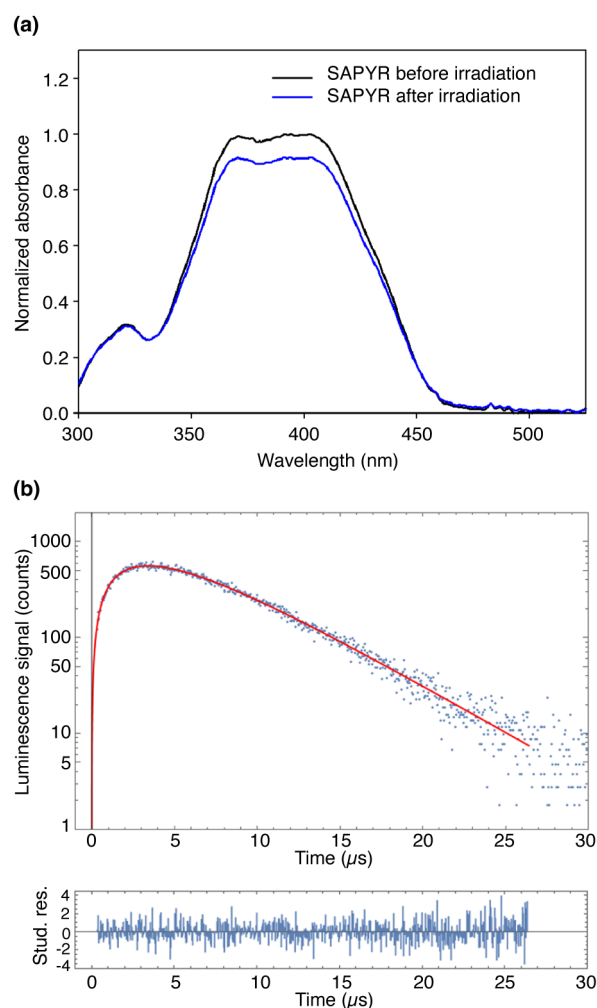 (a)
SAPYR before irradiation
SAPYR after irradiation
Normalized absorbance
1.2
1.0
0.8
0.6
0.4
0.2
0.0
300 350 400 450 500
Wavelength (nm)
(b)
Luminescence signal (counts)
1000
500
100
50
10
5
1
0 5 10 15 20 25 30
Time (µs)
Stud. res.
4
2
0
-2
-4
0 5 10 15 20 25 30
Time (µs)